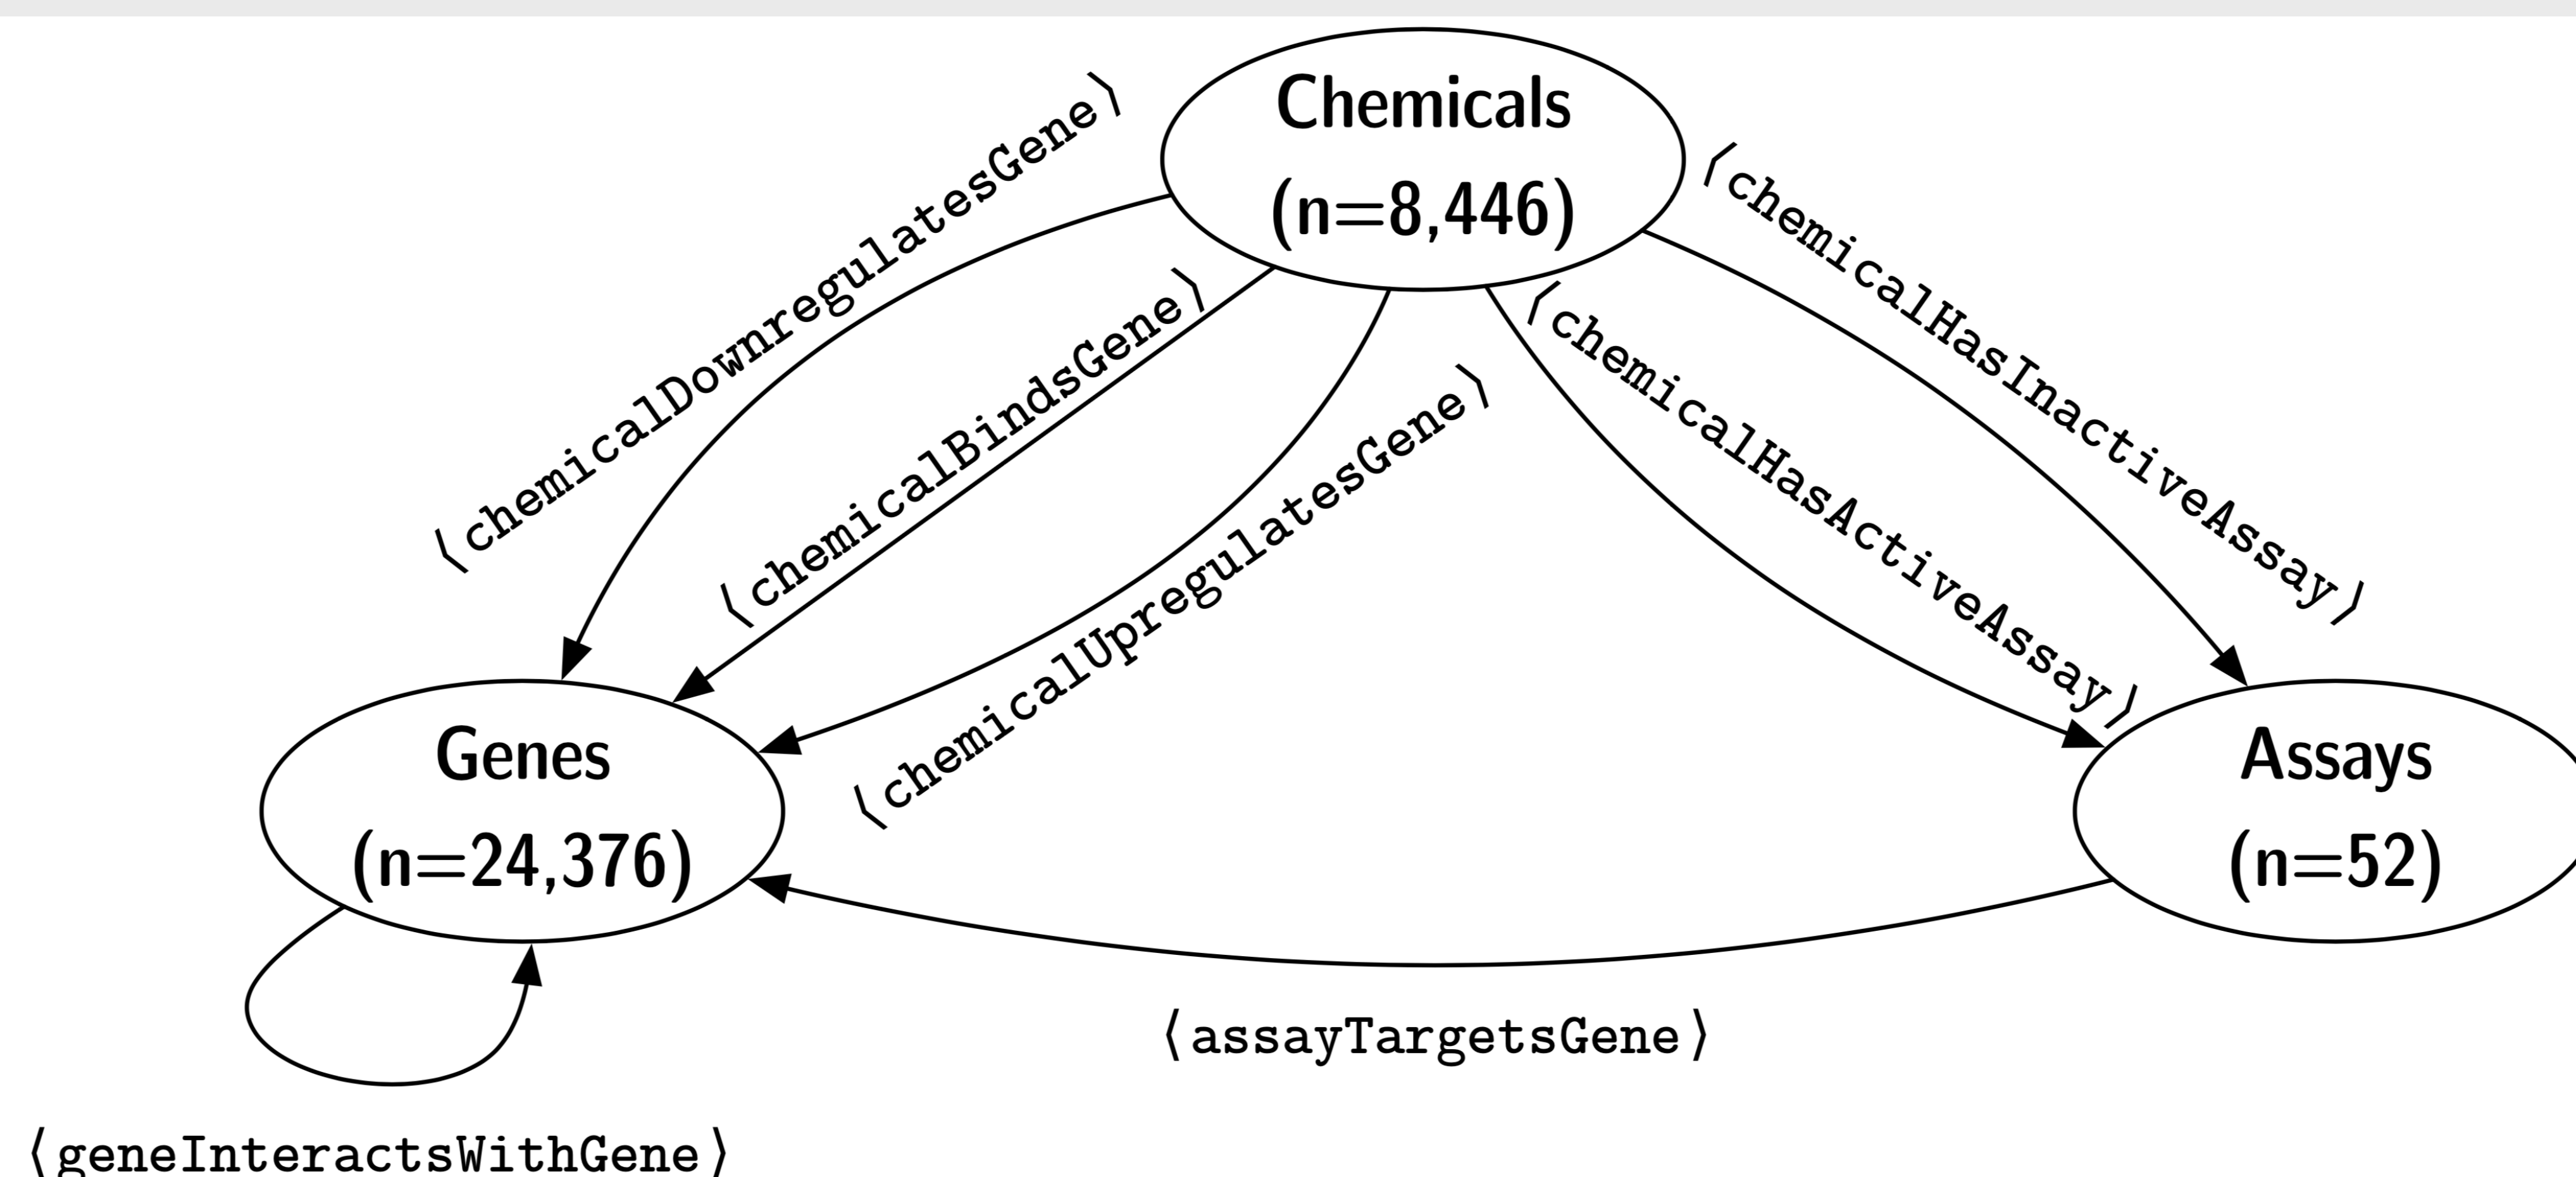 Chemicals
(n=8,446)
⟨chemicalDownregulatesGene⟩
⟨chemicalBindsGene⟩
⟨chemicalUpregulatesGene⟩
⟨chemicalHasActiveAssay⟩
⟨chemicalHasInactiveAssay⟩
Genes
(n=24,376)
Assays
(n=52)
⟨assayTargetsGene⟩
⟨geneInteractsWithGene⟩